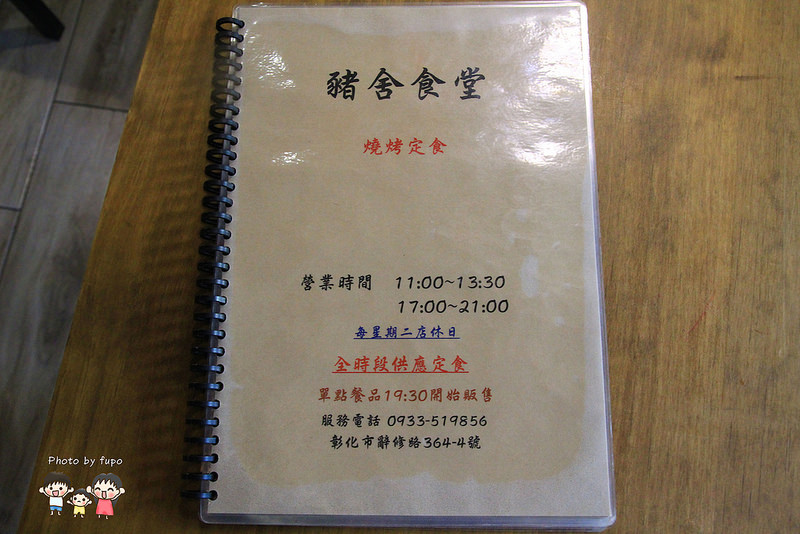 豬舍食堂
燒烤定食
營業時間 11:00~13:30
17:00~21:00
每星期二店休日
全時段供應定食
單點餐品19:30開始販售
服務電話 0933-519856
彰化市辭修路364-4號
Photo by fupo